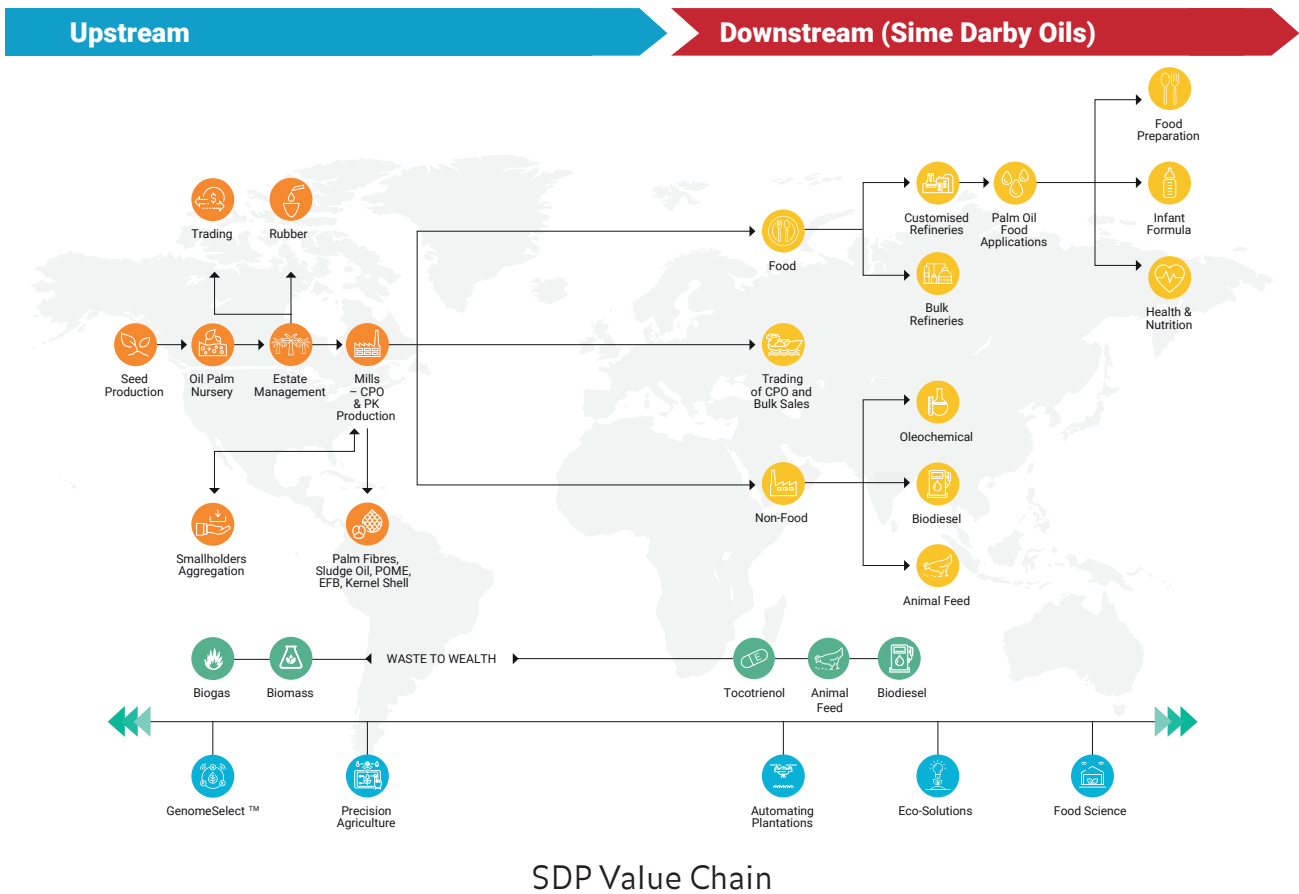 Upstream
Downstream (Sime Darby Oils)
Food
Preparation
Trading
Rubber
Customised
Refineries
Palm Oil
Food
Applications
Infant
Formula
Food
Bulk
Refineries
Health &
Nutrition
Seed
Production
Oil Palm
Nursery
Estate
Management
Mills
– CPO
& PK
Production
Trading
of CPO and
Bulk Sales
Oleochemical
Non-Food
Biodiesel
Smallholders
Aggregation
Palm Fibres,
Sludge Oil, POME,
EFB, Kernel Shell
Animal Feed
WASTE TO WEALTH
E
Biogas
Biomass
Tocotrienol
Animal
Feed
Biodiesel
GenomeSelect ™
Precision
Agriculture
Automating
Plantations
Eco-Solutions
Food Science
SDP Value Chain